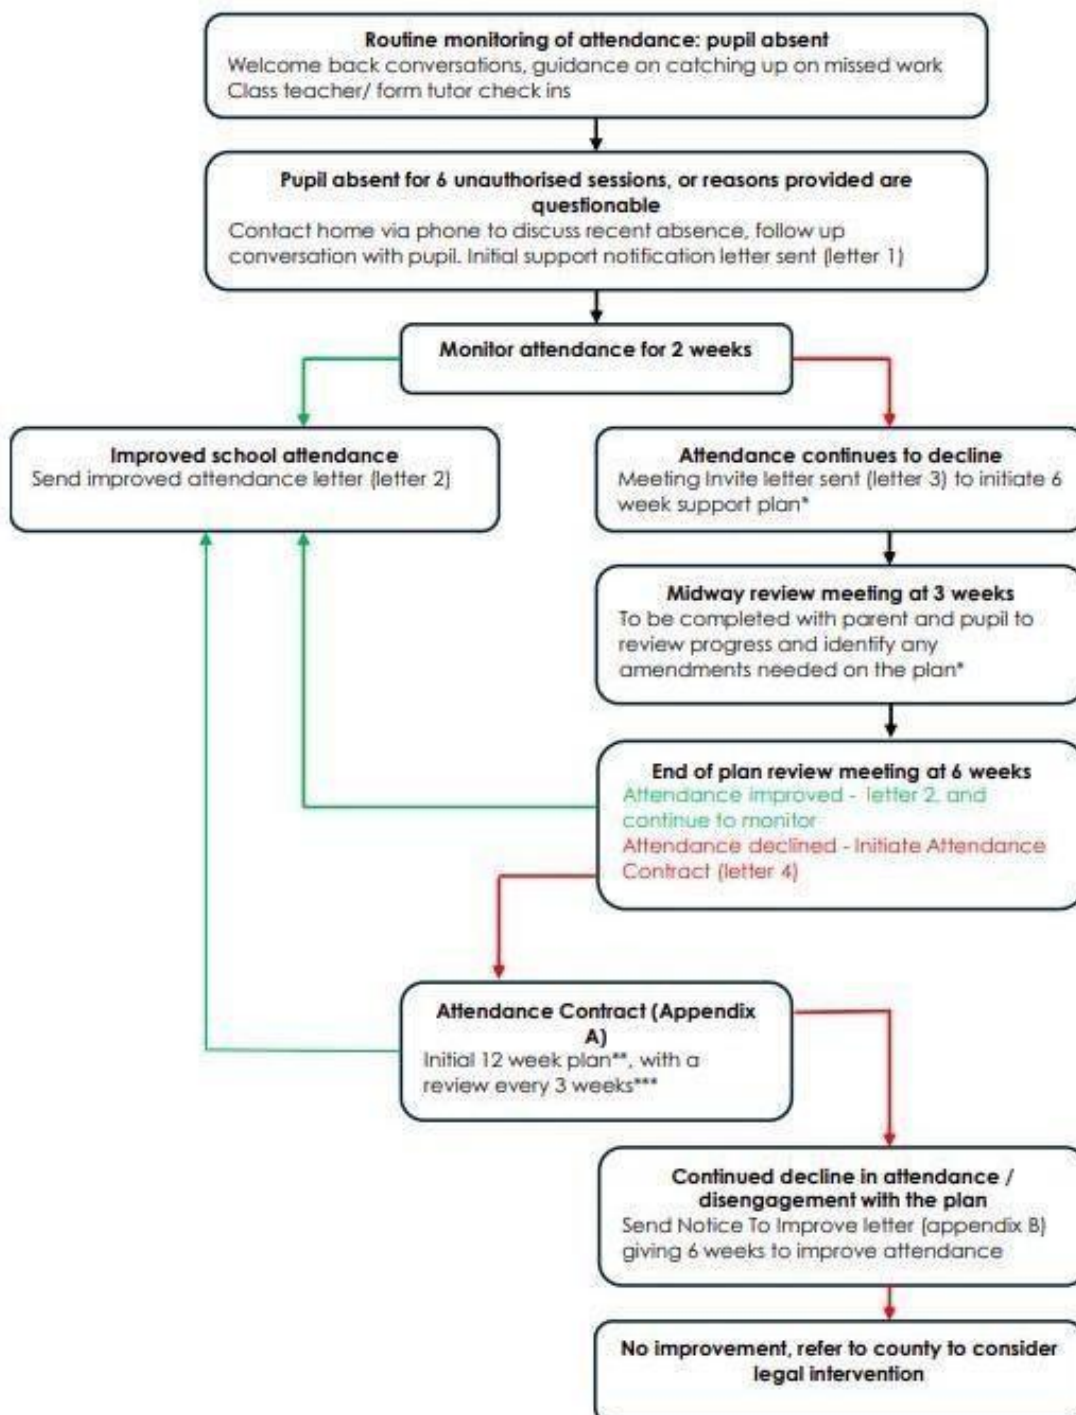 Routine monitoring of attendance: pupil absent
Welcome back conversations, guidance on catching up on missed work
Class teacher/ form tutor check ins
Pupil absent for 6 unauthorised sessions, or reasons provided are
questionable
Contact home via phone to discuss recent absence, follow up
conversation with pupil. Initial support notification letter sent (letter 1)
Monitor attendance for 2 weeks
Improved school attendance
Send improved attendance letter (letter 2)
Attendance continues to decline
Meeting Invite letter sent (letter 3) to initiate 6
week support plan*
Midway review meeting at 3 weeks
To be completed with parent and pupil to
review progress and identify any
amendments needed on the plan*
End of plan review meeting at 6 weeks
Attendance improved - letter 2, and
continue to monitor
Attendance declined - Initiate Attendance
Contract (letter 4)
Attendance Contract (Appendix
A)
Initial 12 week plan**, with a
review every 3 weeks***
Continued decline in attendance /
disengagement with the plan
Send Notice To Improve letter (appendix B)
giving 6 weeks to improve attendance
No improvement, refer to county to consider
legal intervention